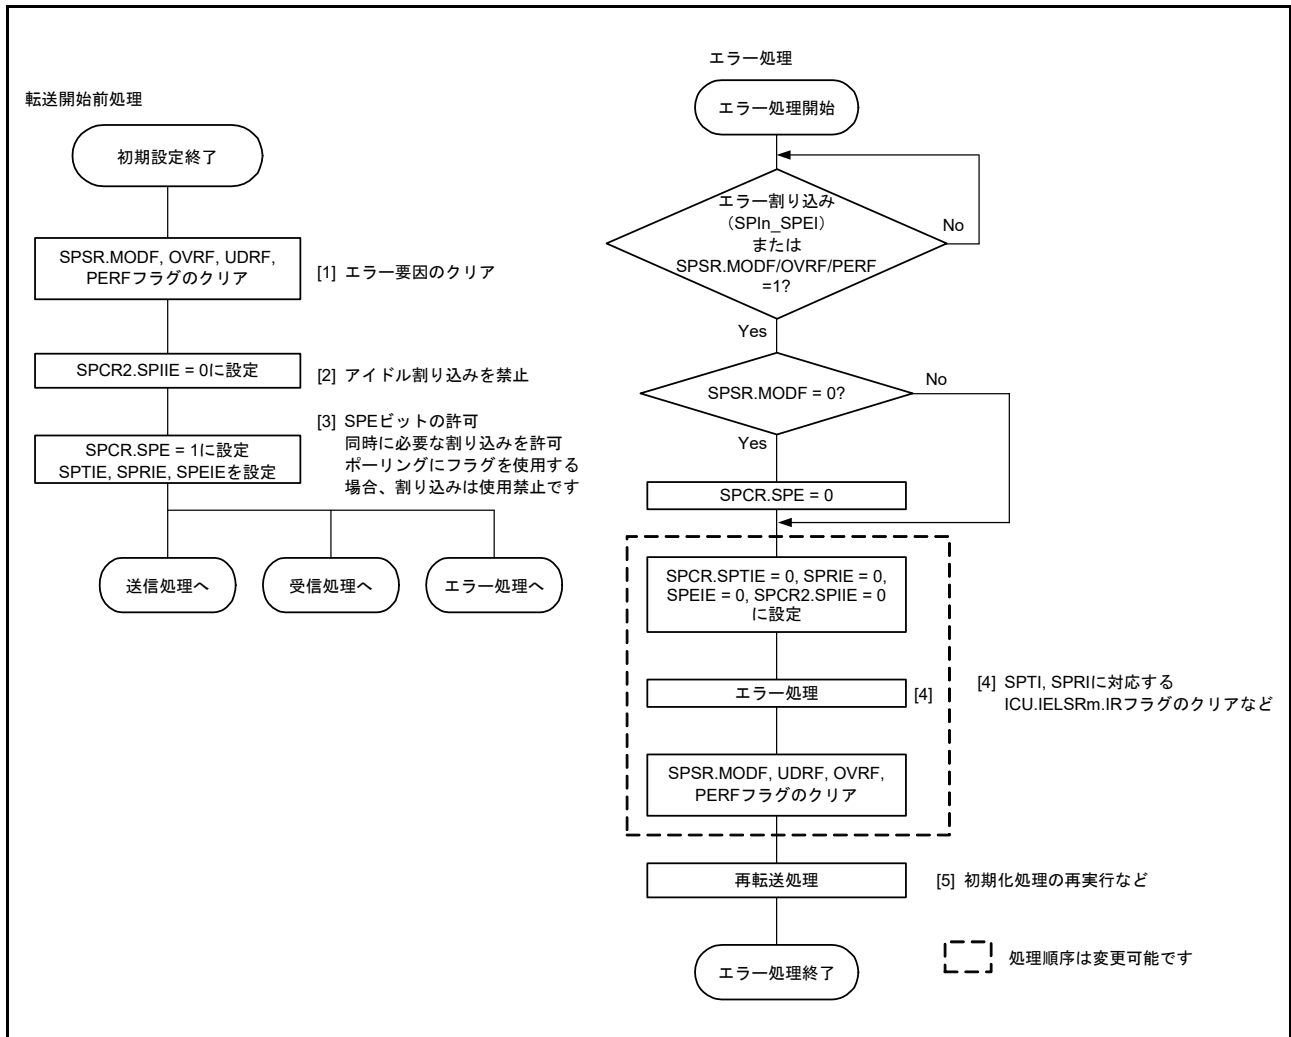 転送開始前処理
初期設定終了
SPSR.MODF, OVRF, UDRF,
PERFフラグのクリア
[1] エラー要因のクリア
SPCR2.SPIIE = 0に設定
[2] アイドル割り込みを禁止
SPCR.SPE = 1に設定
SPTIE, SPRIE, SPEIEを設定
[3] SPEビットの許可
同時に必要な割り込みを許可
ポーリングにフラグを使用する
場合、割り込みは使用禁止です
送信処理へ
受信処理へ
エラー処理へ
エラー処理
エラー処理開始
エラー割り込み
(SPIn_SPEI)
または
SPSR.MODF/OVRF/PERF
=1?
No
Yes
SPSR.MODF = 0?
No
Yes
SPCR.SPE = 0
SPCR.SPTIE = 0, SPRIE = 0,
SPEIE = 0, SPCR2.SPIIE = 0
に設定
エラー処理
[4]
[4] SPTI, SPRIに対応する
ICU.IELSRm.IRフラグのクリアなど
SPSR.MODF, UDRF, OVRF,
PERFフラグのクリア
再転送処理
[5] 初期化処理の再実行など
エラー処理終了
処理順序は変更可能です